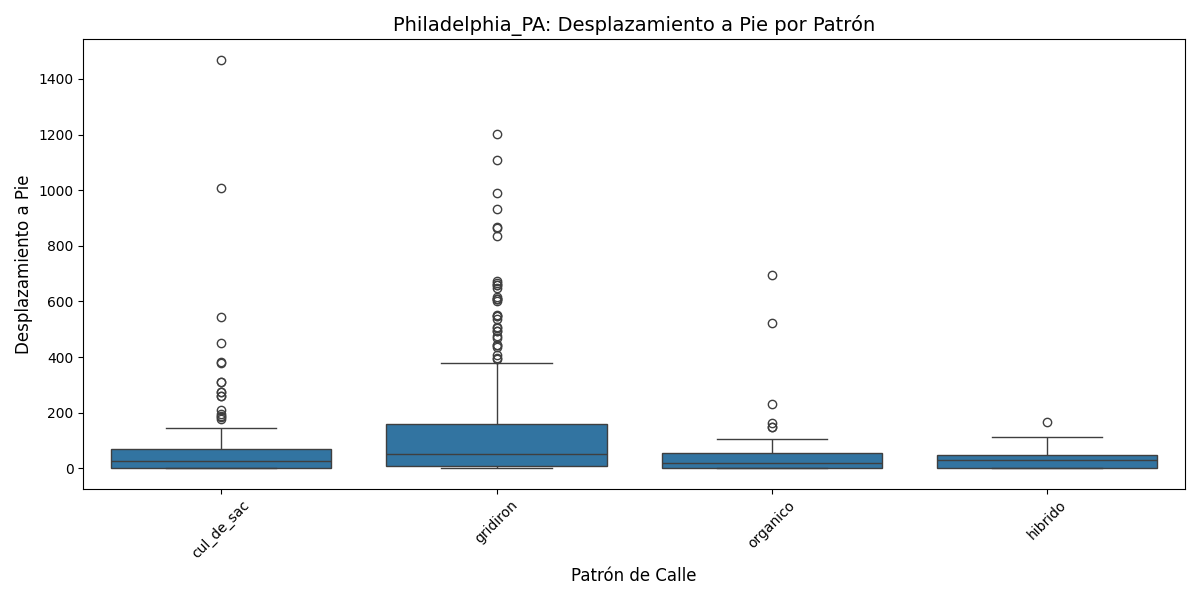 Philadelphia_PA: Desplazamiento a Pie por Patrón
Desplazamiento a Pie
1400
1200
1000
800
600
400
200
0
cul_de_sac
gridiron
organico
hibrido
Patrón de Calle